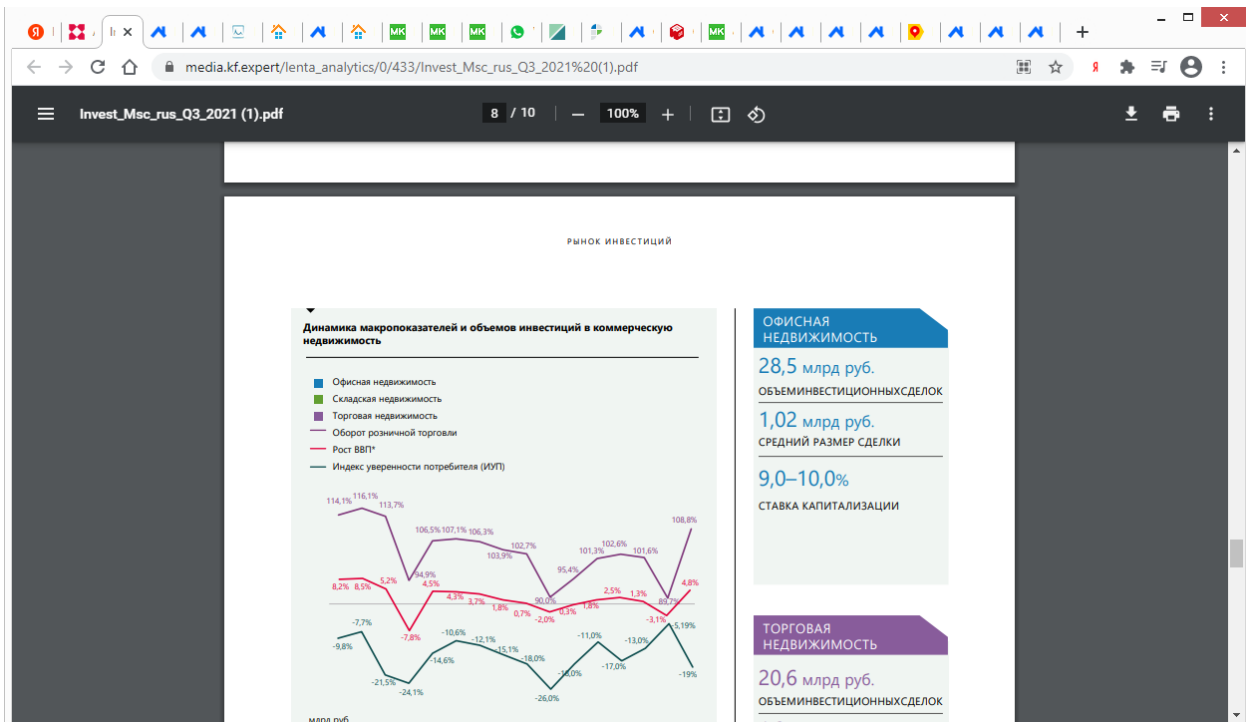 media.kf.expert/lenta_analytics/0/433/Invest_Msc_rus_Q3_2021%20(1).pdf
Invest_Msc_rus_Q3_2021 (1).pdf
8 / 10
100%
РЫНОК ИНВЕСТИЦИЙ
Динамика макропоказателей и объемов инвестиций в коммерческую
недвижимость
Офисная недвижимость
Складская недвижимость
Торговая недвижимость
Оборот розничной торговли
Рост ВВП*
Индекс уверенности потребителя (ИУП)
114,1% 116,1% 113,7% 94,9% 106,5% 107,1% 106,3% 103,9% 102,7% 90,0% 95,4% 101,3% 102,6% 101,6% 89,7% 108,8%
8,2% 8,5% 5,2% -7,8% 4,5% 4,3% 3,7% 1,8% 0,7% -2,0% 0,3% 1,8% 2,5% 1,3% -3,1% 4,8%
-9,8% -7,7% -21,5% -24,1% -14,6% -10,6% -12,1% -15,1% -18,0% -26,0% -11,0% -17,0% -13,0% -5,19% -19%
млрд руб.
ОФИСНАЯ
НЕДВИЖИМОСТЬ
28,5 млрд руб.
ОБЪЕМИНВЕСТИЦИОННЫХСДЕЛОК
1,02 млрд руб.
СРЕДНИЙ РАЗМЕР СДЕЛКИ
9,0–10,0%
СТАВКА КАПИТАЛИЗАЦИИ
ТОРГОВАЯ
НЕДВИЖИМОСТЬ
20,6 млрд руб.
ОБЪЕМИНВЕСТИЦИОННЫХСДЕЛОК